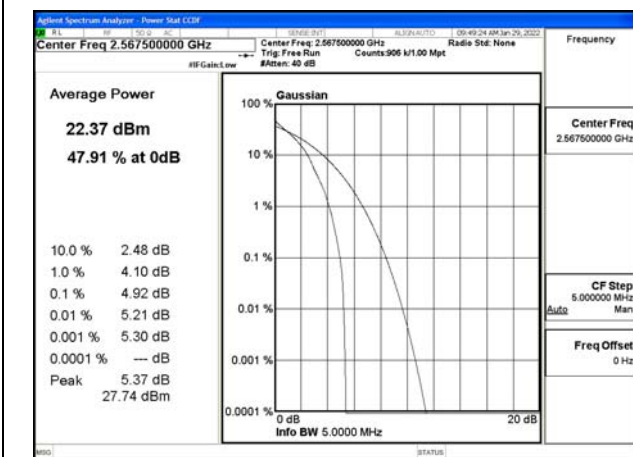 Agilent Spectrum Analyzer - Power Stat CCDF
RL RF 50 Ω AC SENSE:INT ALIGNAUTO 09:49:24 AM Jan 29, 2022
Center Freq 2.567500000 GHz
Center Freq: 2.567500000 GHz
Radio Std: None
Trig: Free Run
Counts:906 k/1.00 Mpt
#IFGain:Low
#Atten: 40 dB
Frequency
Average Power
22.37 dBm
47.91 % at 0dB
10.0 % 2.48 dB
1.0 % 4.10 dB
0.1 % 4.92 dB
0.01 % 5.21 dB
0.001 % 5.30 dB
0.0001 % --- dB
Peak 5.37 dB
27.74 dBm
Gaussian
100 %
10 %
1 %
0.1 %
0.01 %
0.001 %
0.0001 %
0 dB
20 dB
Info BW 5.0000 MHz
Center Freq
2.567500000 GHz
CF Step
5.000000 MHz
Auto Man
Freq Offset
0 Hz
MSG
STATUS